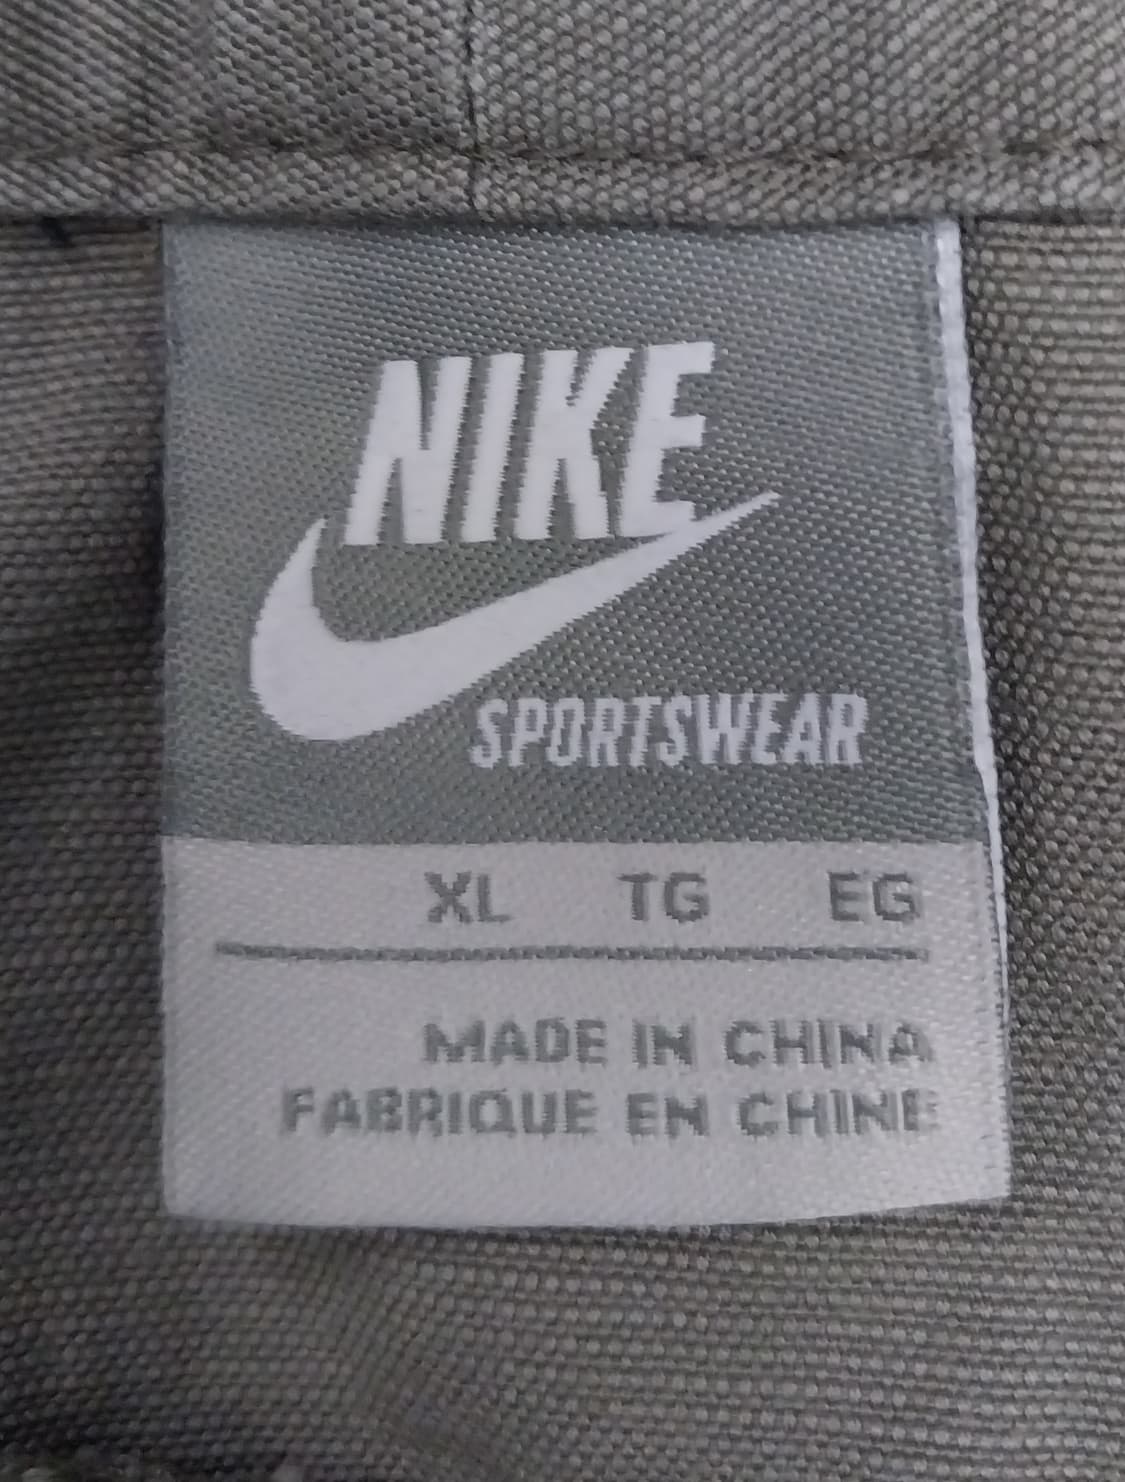 NIKE
SPORTSWEAR
XL TG EG
MADE IN CHINA
FABRIQUE EN CHINE